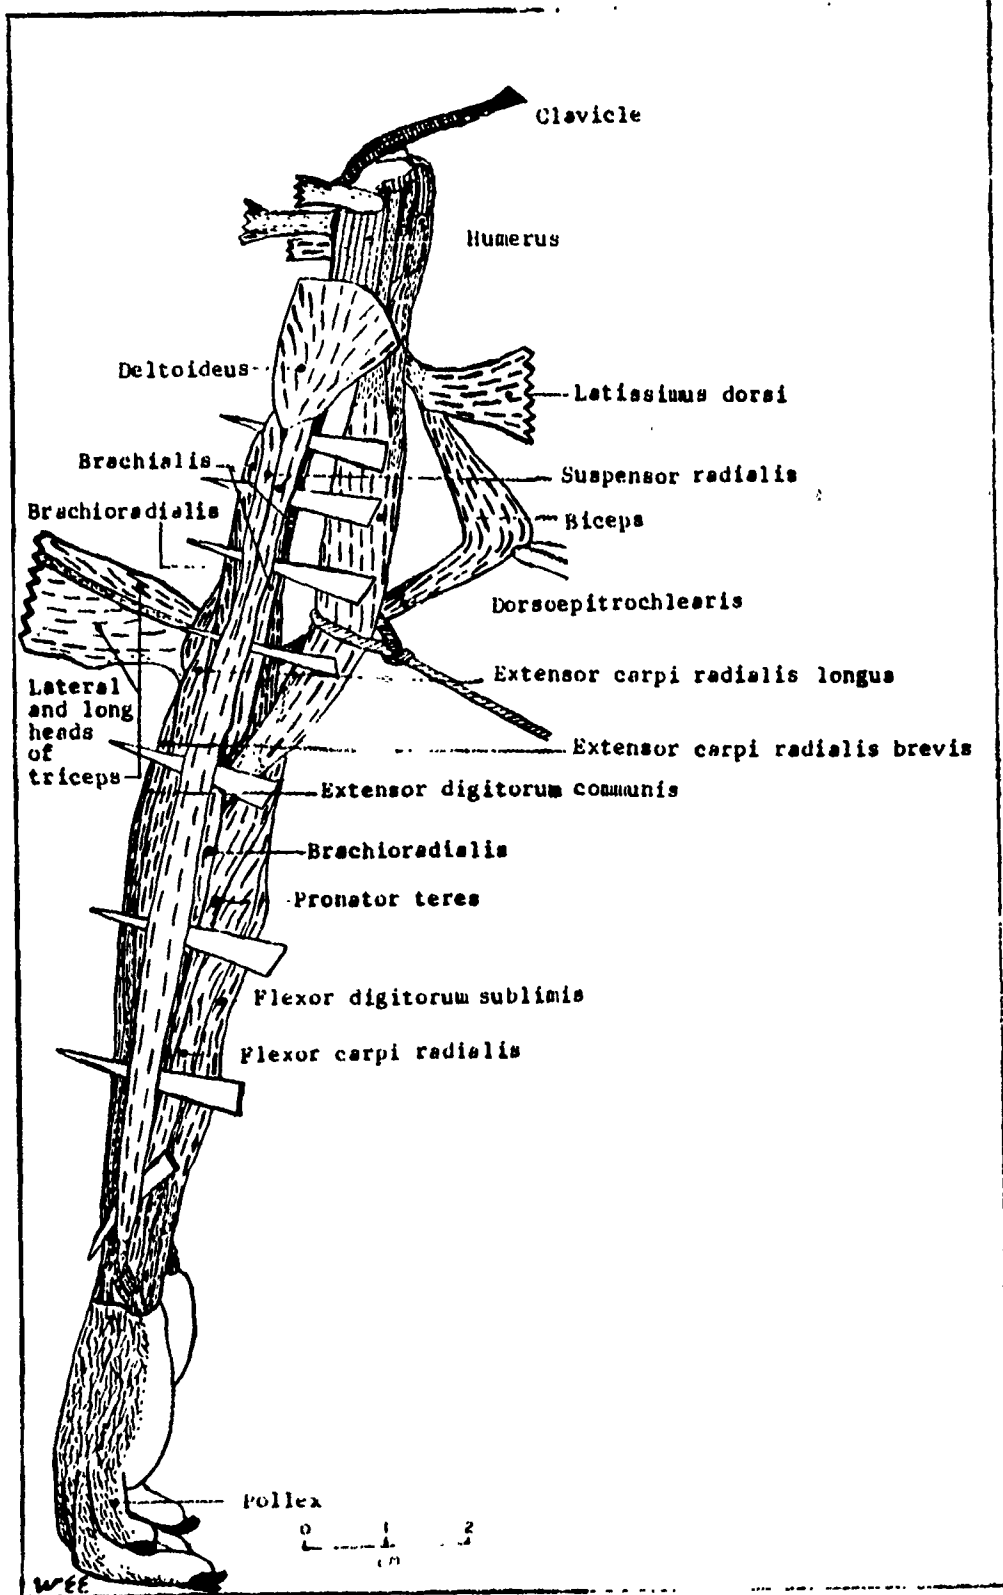 Clavicle
Humerus
Deltoideus
Latissimus dorsi
Brachialis
Suspensor radialis
Brachioradialis
Biceps
Dorsoepitrochlearis
Extensor carpi radialis longus
Lateral
and long
heads
of
triceps
Extensor carpi radialis brevis
Extensor digitorum communis
Brachioradialis
Pronator teres
Flexor digitorum sublimis
Flexor carpi radialis
Pollex
0 1 2
cm
WEE